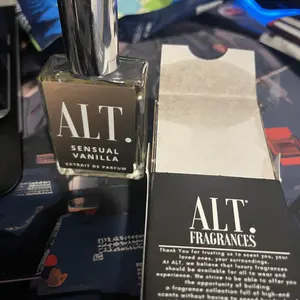 ALT.
SENSUAL
VANILLA
EXTRAIT DE PARFUM
ALT.
FRAGRANCES
Thank You for trusting us to scent you, your
loved ones, your surroundings.
At ALT. we believe that luxury fragrances
should be available for all to wear and
experience. We strive to be able to offer you
the opportunity of building
a fragrance collection full of high-end
scents without having to spend